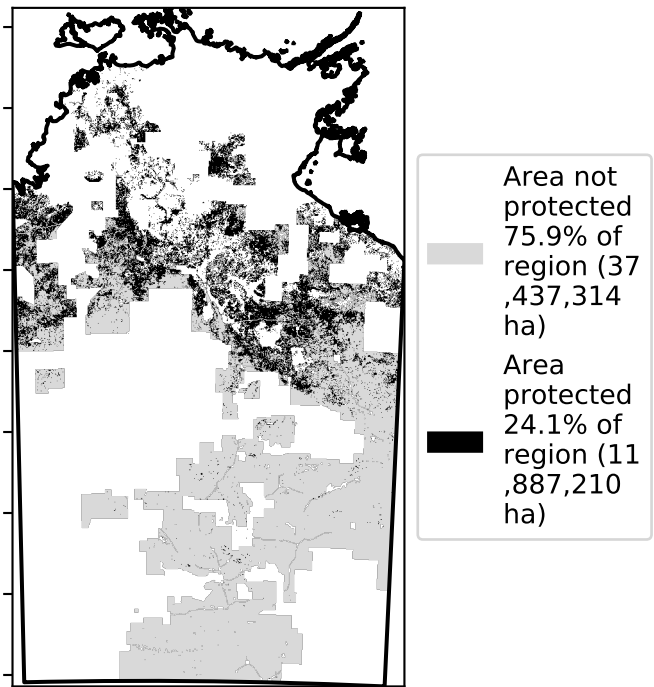 Area not
protected
75.9% of
region (37
,437,314
ha)
Area
protected
24.1% of
region (11
,887,210
ha)